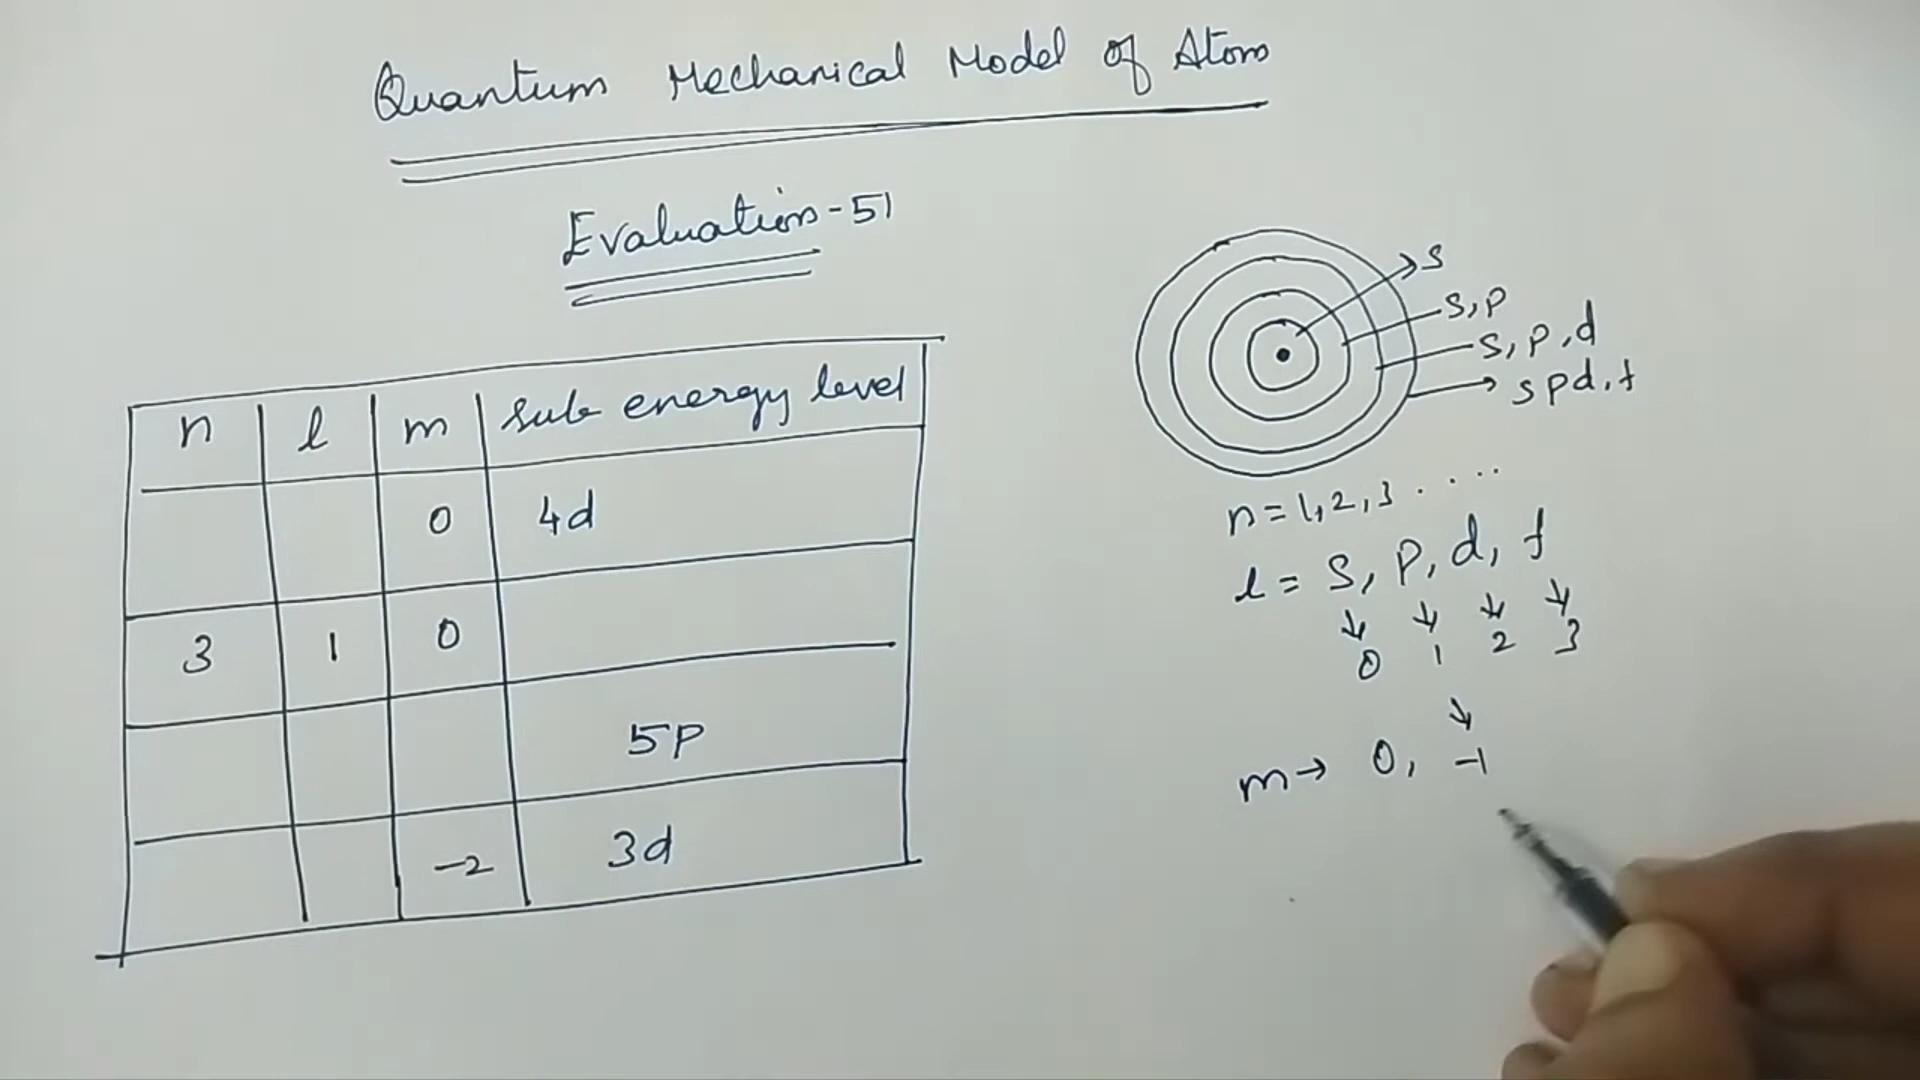 Quantum Mechanical Model Of Atom
Evaluation-51
n l m sub energy level
0 4d
3 1 0
5p
-2 3d
s
s,p
s, p, d
s p d, f
n = 1, 2, 3 . . . .
l = s, p, d, f
0 1 2 3
m → 0, -1